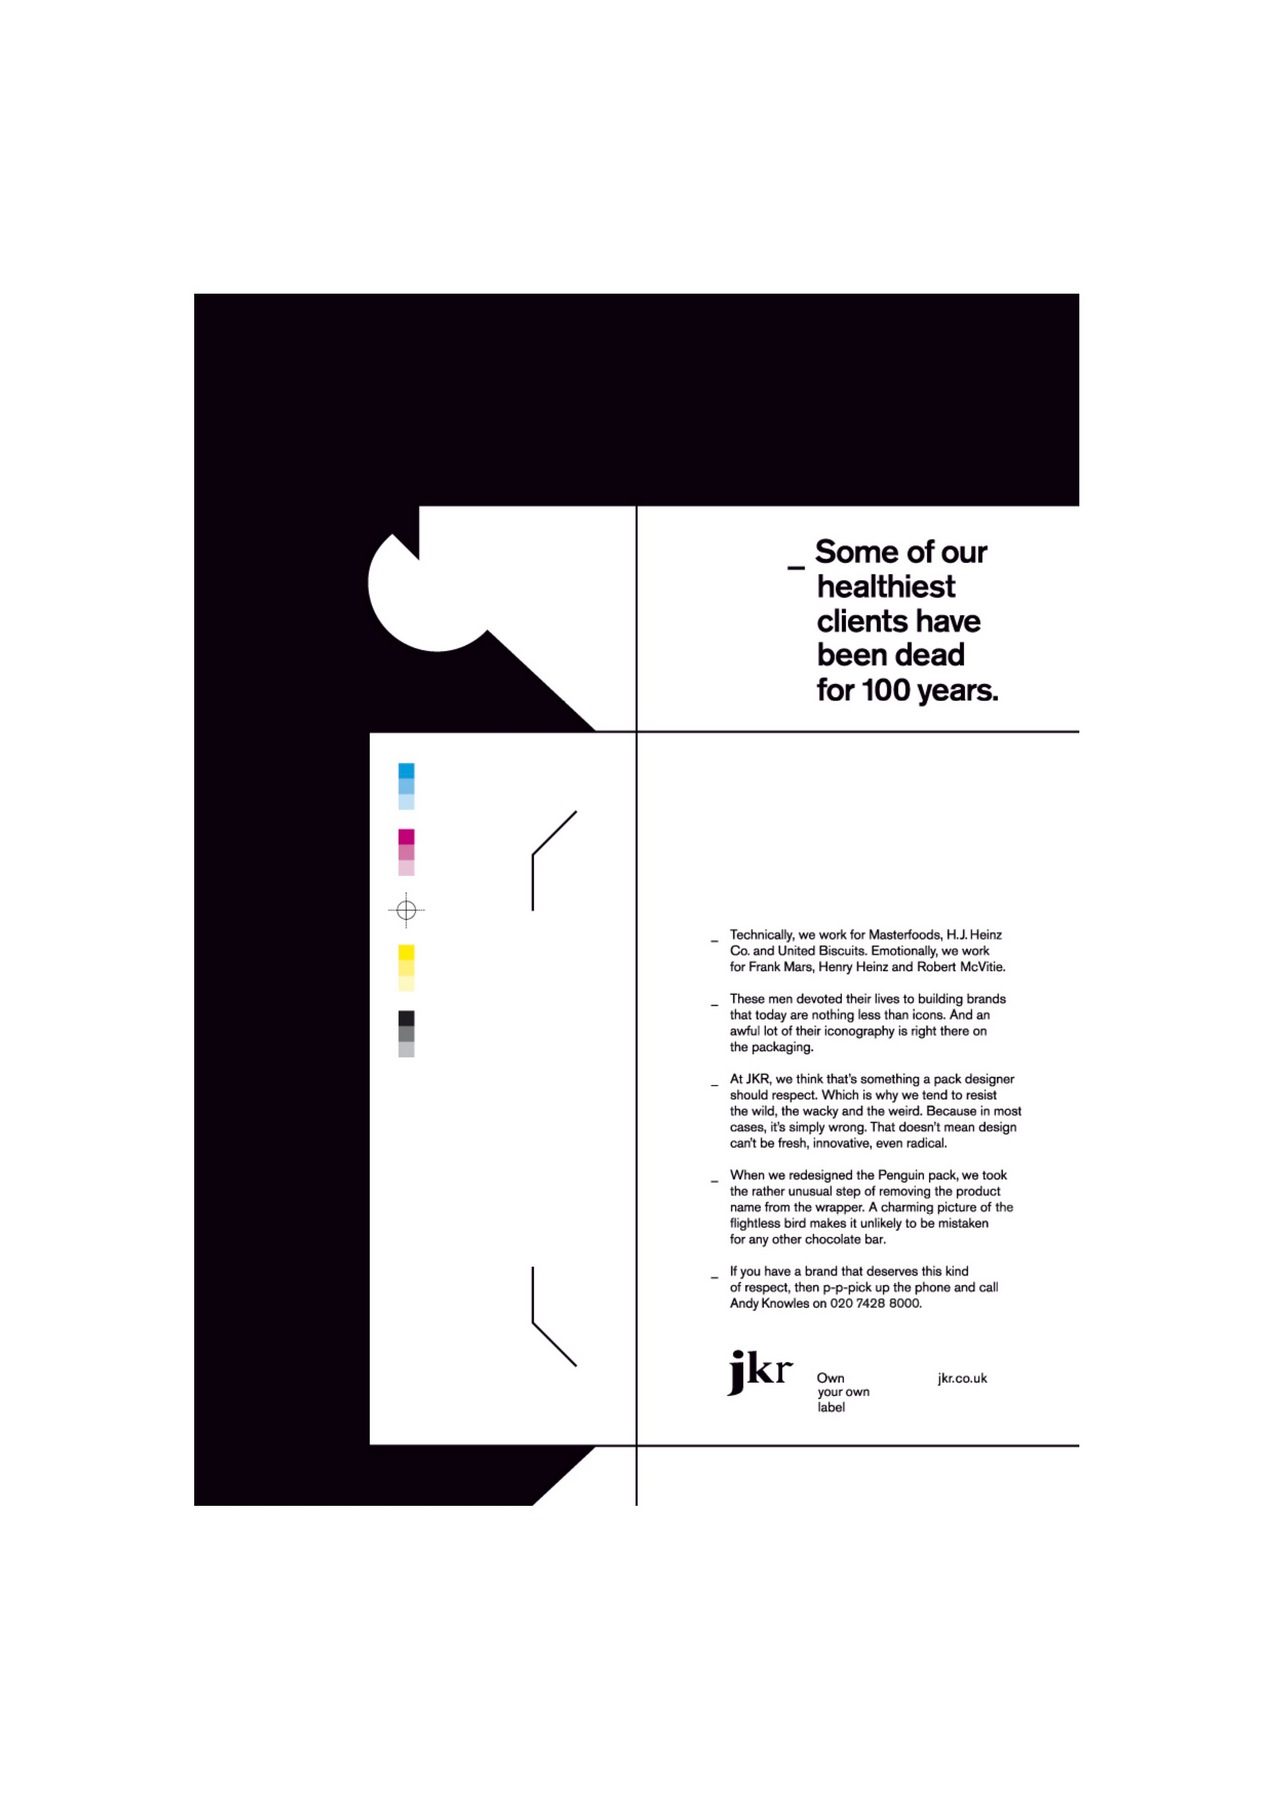 _ Some of our
healthiest
clients have
been dead
for 100 years.
_ Technically, we work for Masterfoods, H.J. Heinz
Co. and United Biscuits. Emotionally, we work
for Frank Mars, Henry Heinz and Robert McVitie.
_ These men devoted their lives to building brands
that today are nothing less than icons. And an
awful lot of their iconography is right there on
the packaging.
_ At JKR, we think that's something a pack designer
should respect. Which is why we tend to resist
the wild, the wacky and the weird. Because in most
cases, it's simply wrong. That doesn't mean design
can't be fresh, innovative, even radical.
_ When we redesigned the Penguin pack, we took
the rather unusual step of removing the product
name from the wrapper. A charming picture of the
flightless bird makes it unlikely to be mistaken
for any other chocolate bar.
_ If you have a brand that deserves this kind
of respect, then p-p-pick up the phone and call
Andy Knowles on 020 7428 8000.
jkr
Own
your own
label
jkr.co.uk